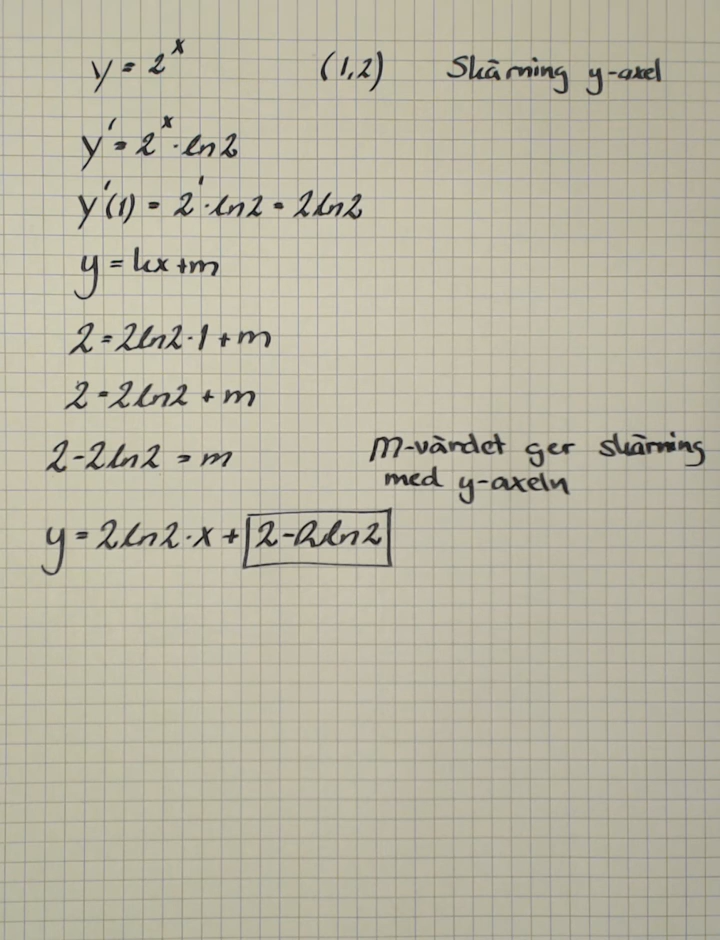 y = 2^x (1,2) Skärning y-axel
y' = 2^x · ln2
y'(1) = 2^1 · ln2 = 2ln2
y = kx + m
2 = 2ln2 · 1 + m
2 = 2ln2 + m
2 - 2ln2 = m m-värdet ger skärning
med y-axeln
y = 2ln2 · x + 2 - 2ln2